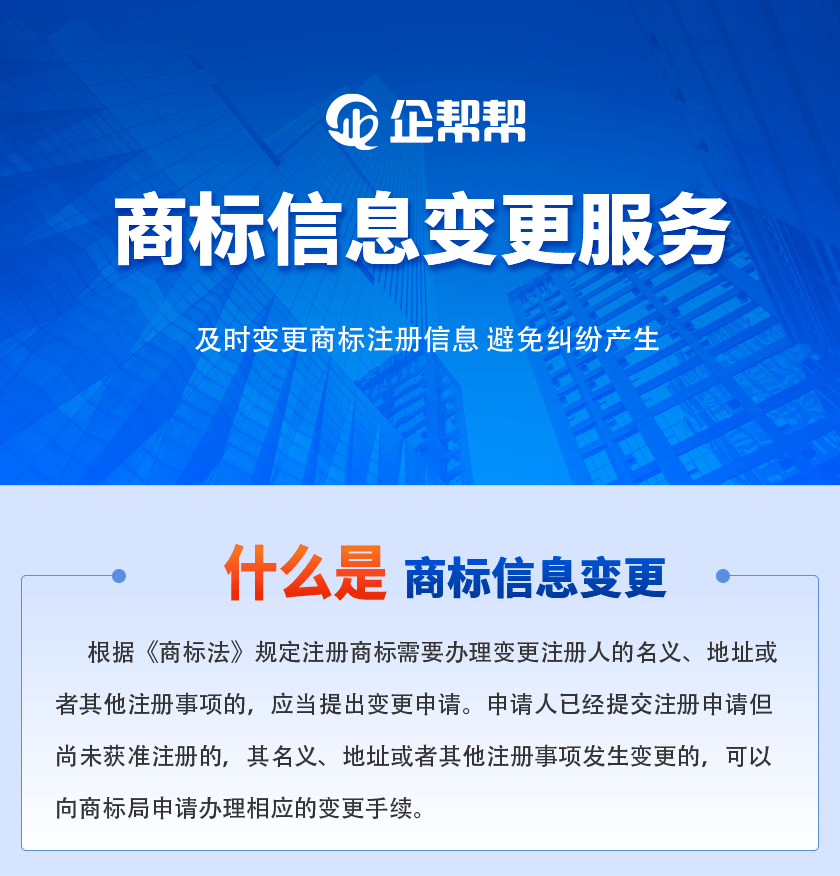 企帮帮
商标信息变更服务
及时变更商标注册信息 避免纠纷产生
什么是 商标信息变更
根据《商标法》规定注册商标需要办理变更注册人的名义、地址或
者其他注册事项的，应当提出变更申请。申请人已经提交注册申请但
尚未获准注册的，其名义、地址或者其他注册事项发生变更的，可以
向商标局申请办理相应的变更手续。